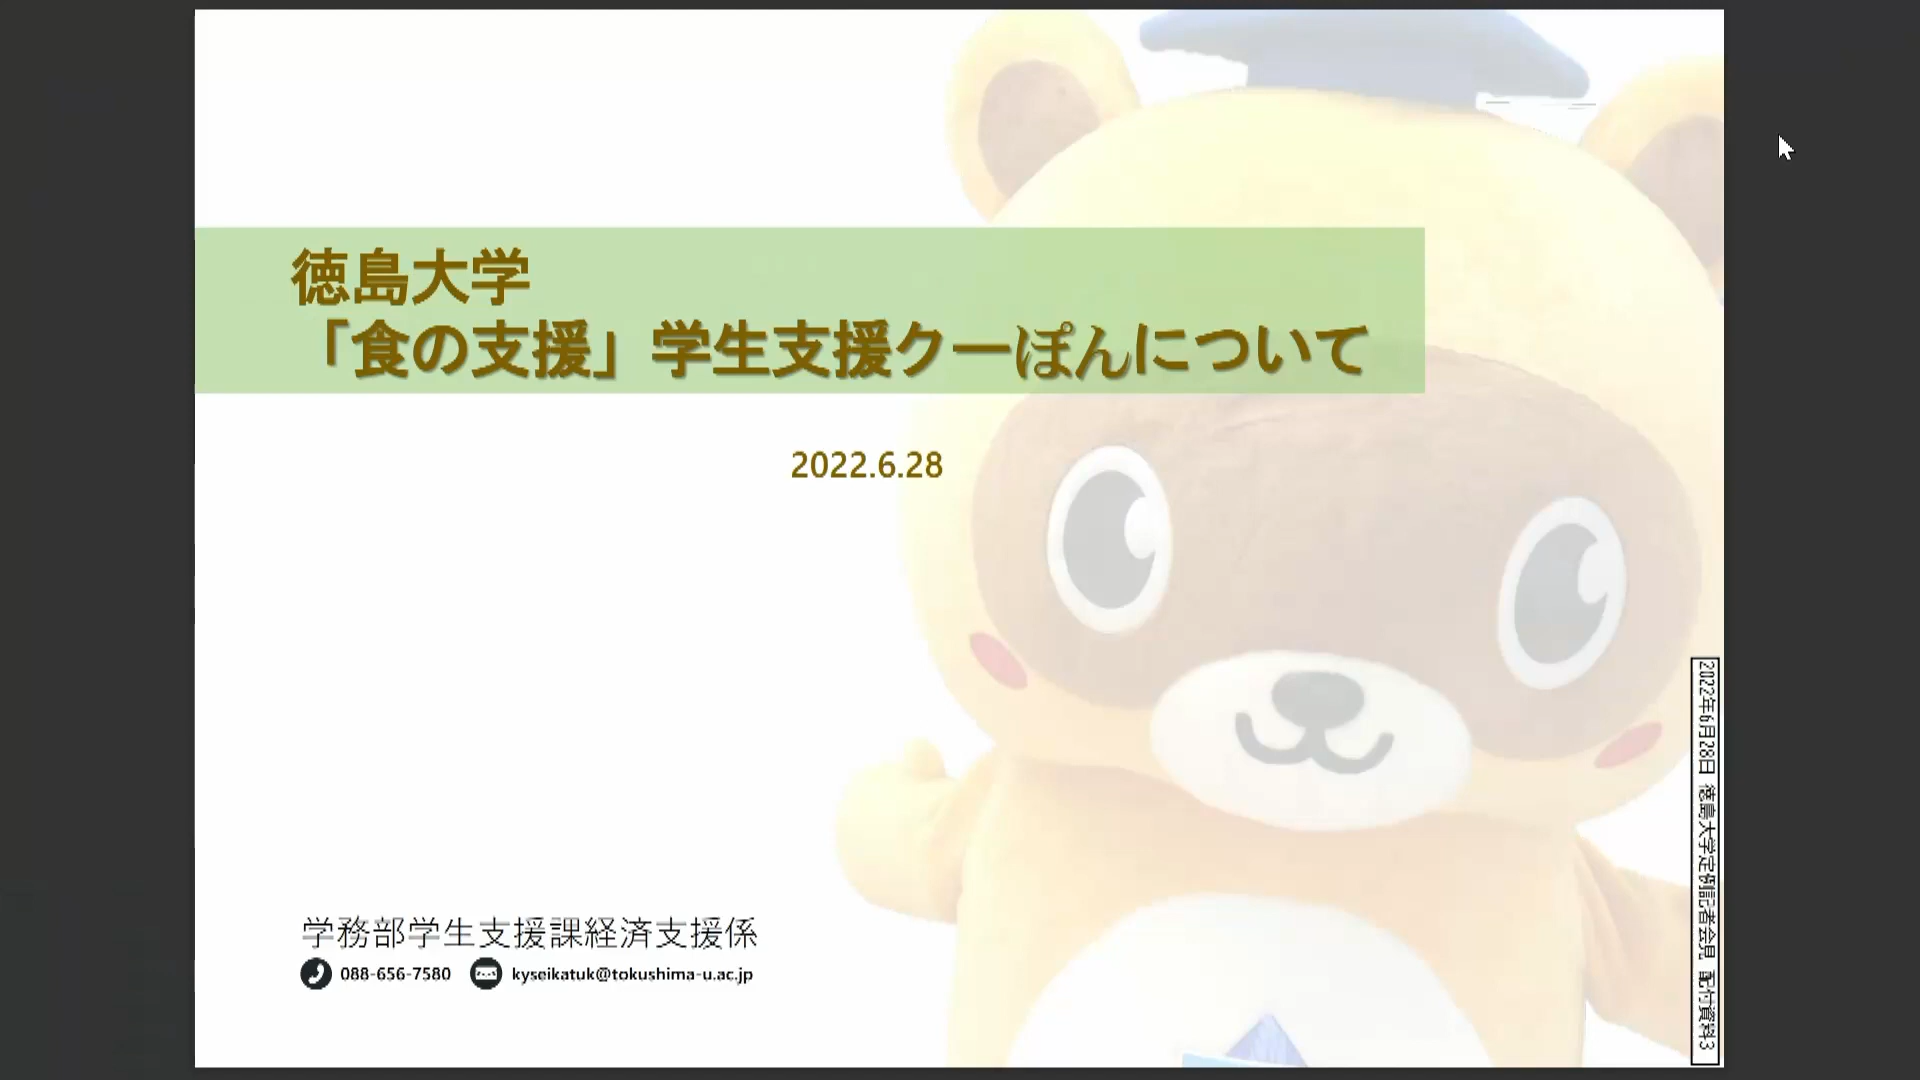 徳島大学
「食の支援」学生支援クーぽんについて
2022.6.28
学務部学生支援課経済支援係
088-656-7580 kyseikatuk@tokushima-u.ac.jp
2022年6月28日 徳島大学定例記者会見 配付資料3